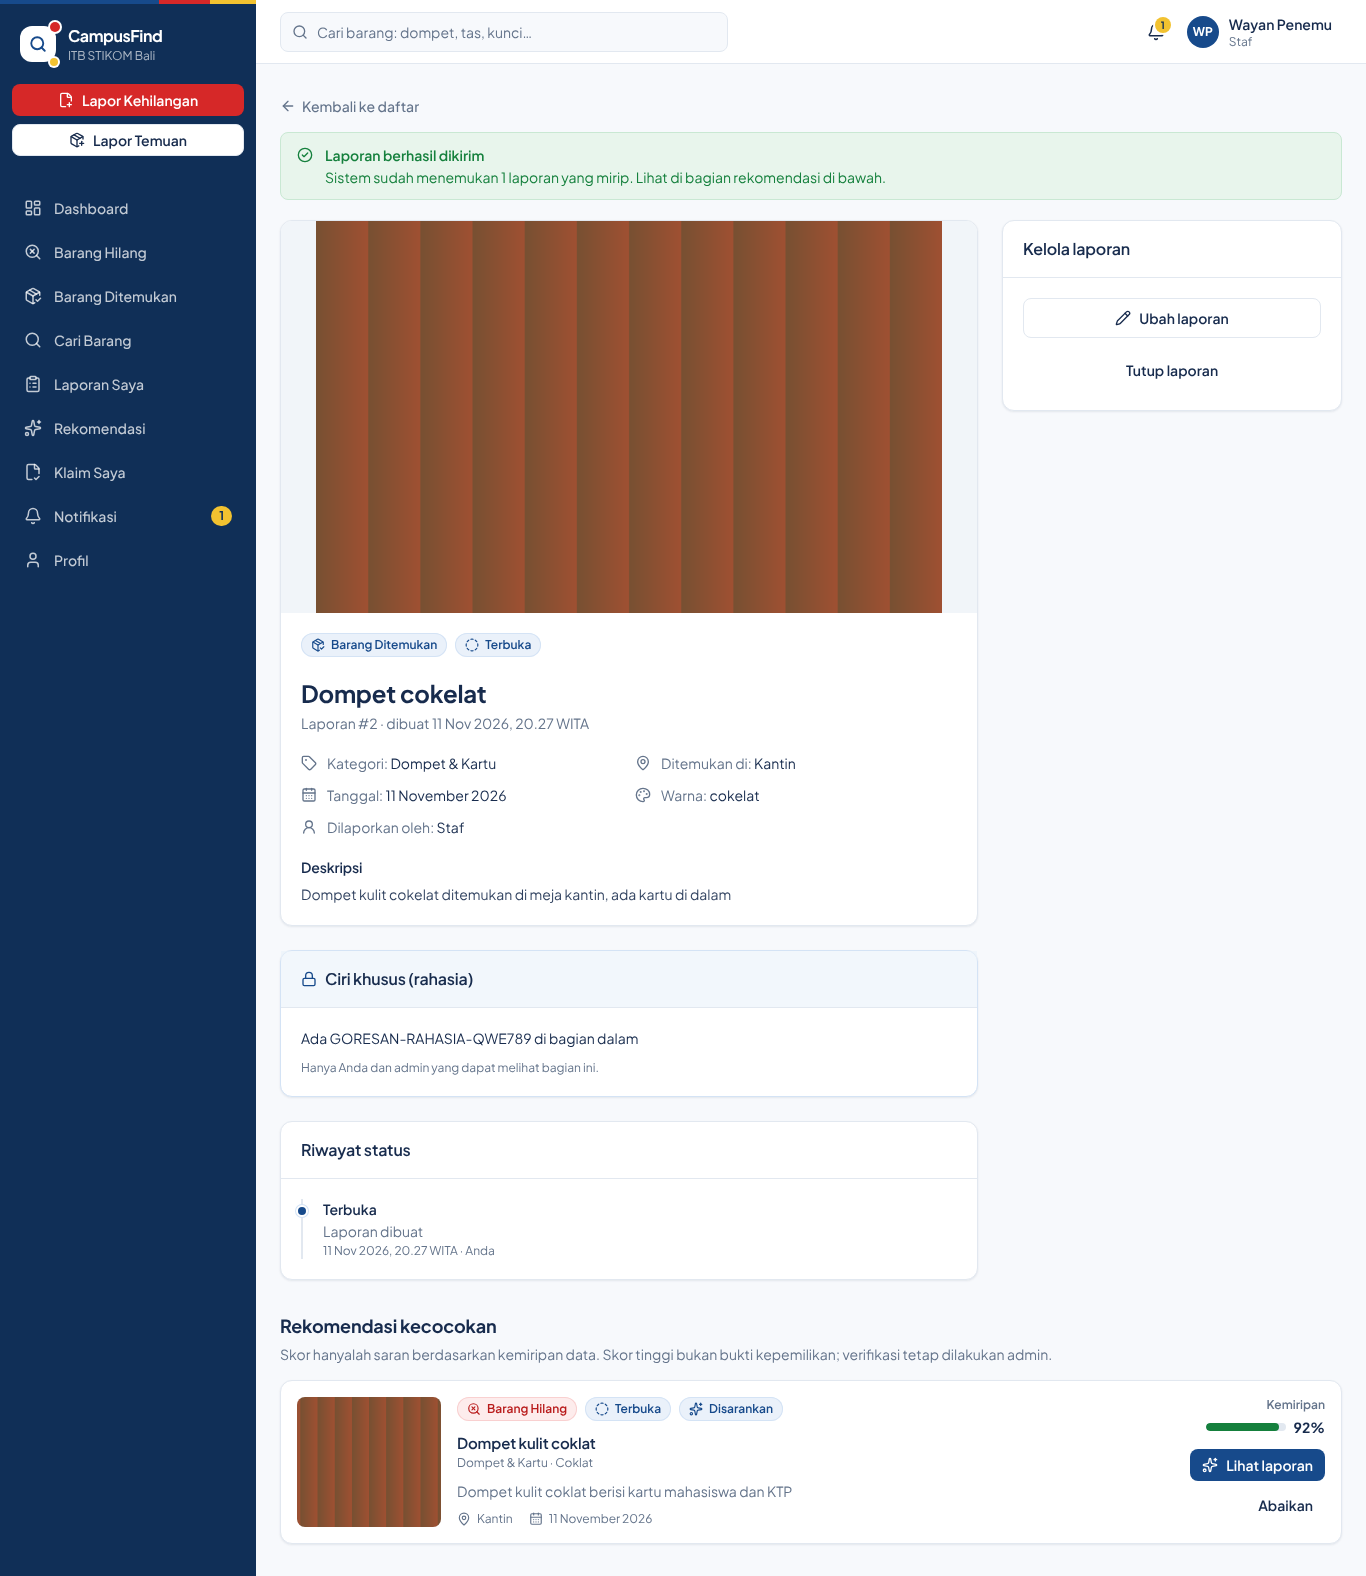 CampusFind
ITB STIKOM Bali
Lapor Kehilangan
Lapor Temuan
Dashboard
Barang Hilang
Barang Ditemukan
Cari Barang
Laporan Saya
Rekomendasi
Klaim Saya
Notifikasi 1
Profil
Cari barang: dompet, tas, kunci...
1
WP
Wayan Penemu
Staf
Kembali ke daftar
Laporan berhasil dikirim
Sistem sudah menemukan 1 laporan yang mirip. Lihat di bagian rekomendasi di bawah.
Barang Ditemukan Terbuka
Dompet cokelat
Laporan #2 · dibuat 11 Nov 2026, 20.27 WITA
Kategori: Dompet & Kartu
Ditemukan di: Kantin
Tanggal: 11 November 2026
Warna: cokelat
Dilaporkan oleh: Staf
Deskripsi
Dompet kulit cokelat ditemukan di meja kantin, ada kartu di dalam
Kelola laporan
Ubah laporan
Tutup laporan
Ciri khusus (rahasia)
Ada GORESAN-RAHASIA-QWE789 di bagian dalam
Hanya Anda dan admin yang dapat melihat bagian ini.
Riwayat status
Terbuka
Laporan dibuat
11 Nov 2026, 20.27 WITA · Anda
Rekomendasi kecocokan
Skor hanyalah saran berdasarkan kemiripan data. Skor tinggi bukan bukti kepemilikan; verifikasi tetap dilakukan admin.
Barang Hilang Terbuka Disarankan
Dompet kulit coklat
Dompet & Kartu · Coklat
Dompet kulit coklat berisi kartu mahasiswa dan KTP
Kantin 11 November 2026
Kemiripan
92%
Lihat laporan
Abaikan